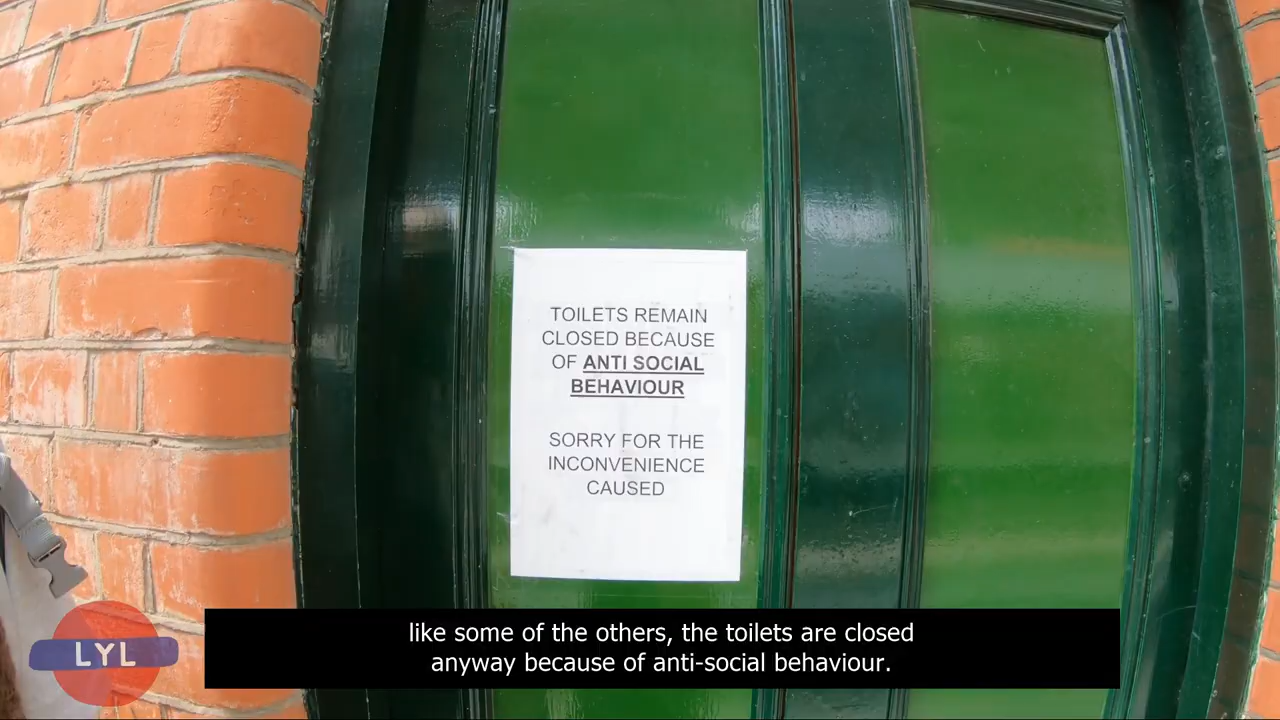 TOILETS REMAIN
CLOSED BECAUSE
OF ANTI SOCIAL
BEHAVIOUR
SORRY FOR THE
INCONVENIENCE
CAUSED
LYL
like some of the others, the toilets are closed
anyway because of anti-social behaviour.